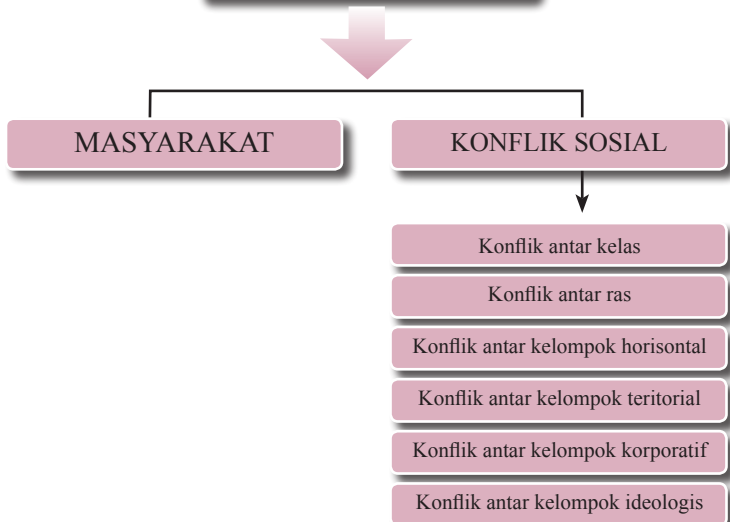 MASYARAKAT
KONFLIK SOSIAL
Konflik antar kelas
Konflik antar ras
Konflik antar kelompok horisontal
Konflik antar kelompok teritorial
Konflik antar kelompok korporatif
Konflik antar kelompok ideologis